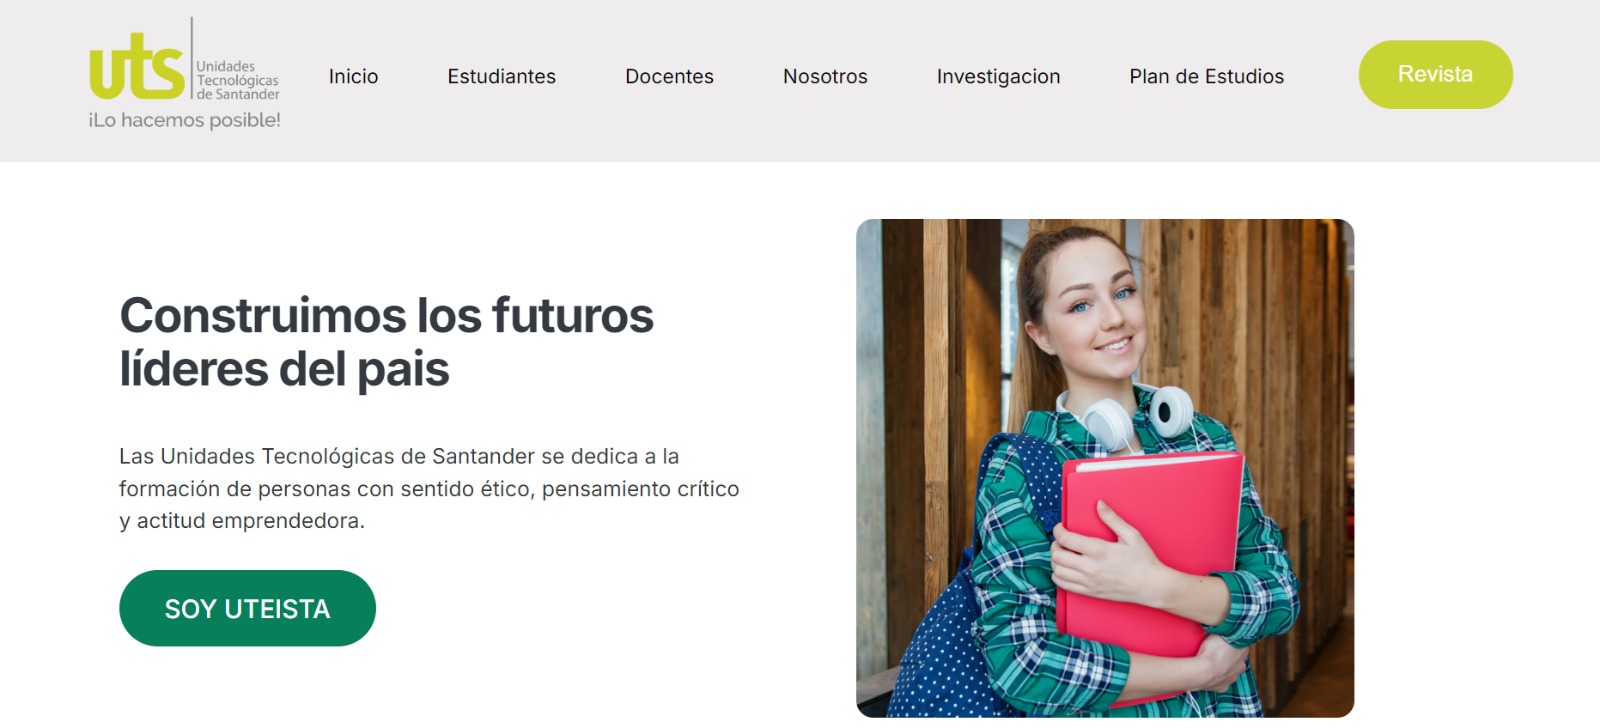 uts
Unidades
Tecnológicas
de Santander
¡Lo hacemos posible!
Inicio
Estudiantes
Docentes
Nosotros
Investigacion
Plan de Estudios
Revista
Construimos los futuros
líderes del pais
Las Unidades Tecnológicas de Santander se dedica a la
formación de personas con sentido ético, pensamiento crítico
y actitud emprendedora.
SOY UTEISTA